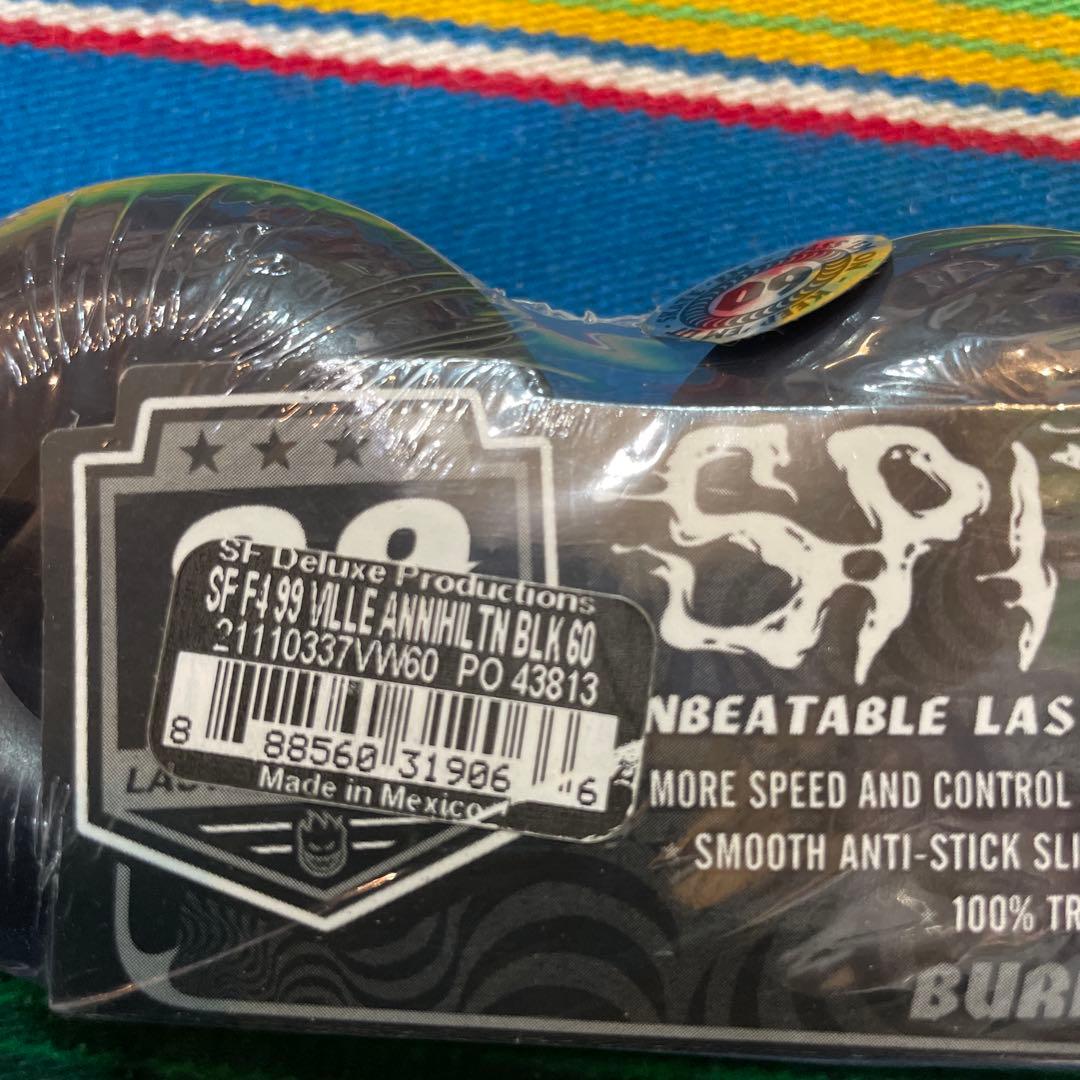 SPI
SF Deluxe Productions
SF F4 99 VILLE ANNIHILTN BLK 60
21110337VW60 PO 43813
8 88560 31906 6
Made in Mexico
NBEATABLE LAS
MORE SPEED AND CONTROL
SMOOTH ANTI-STICK SLI
100% TR
BUR